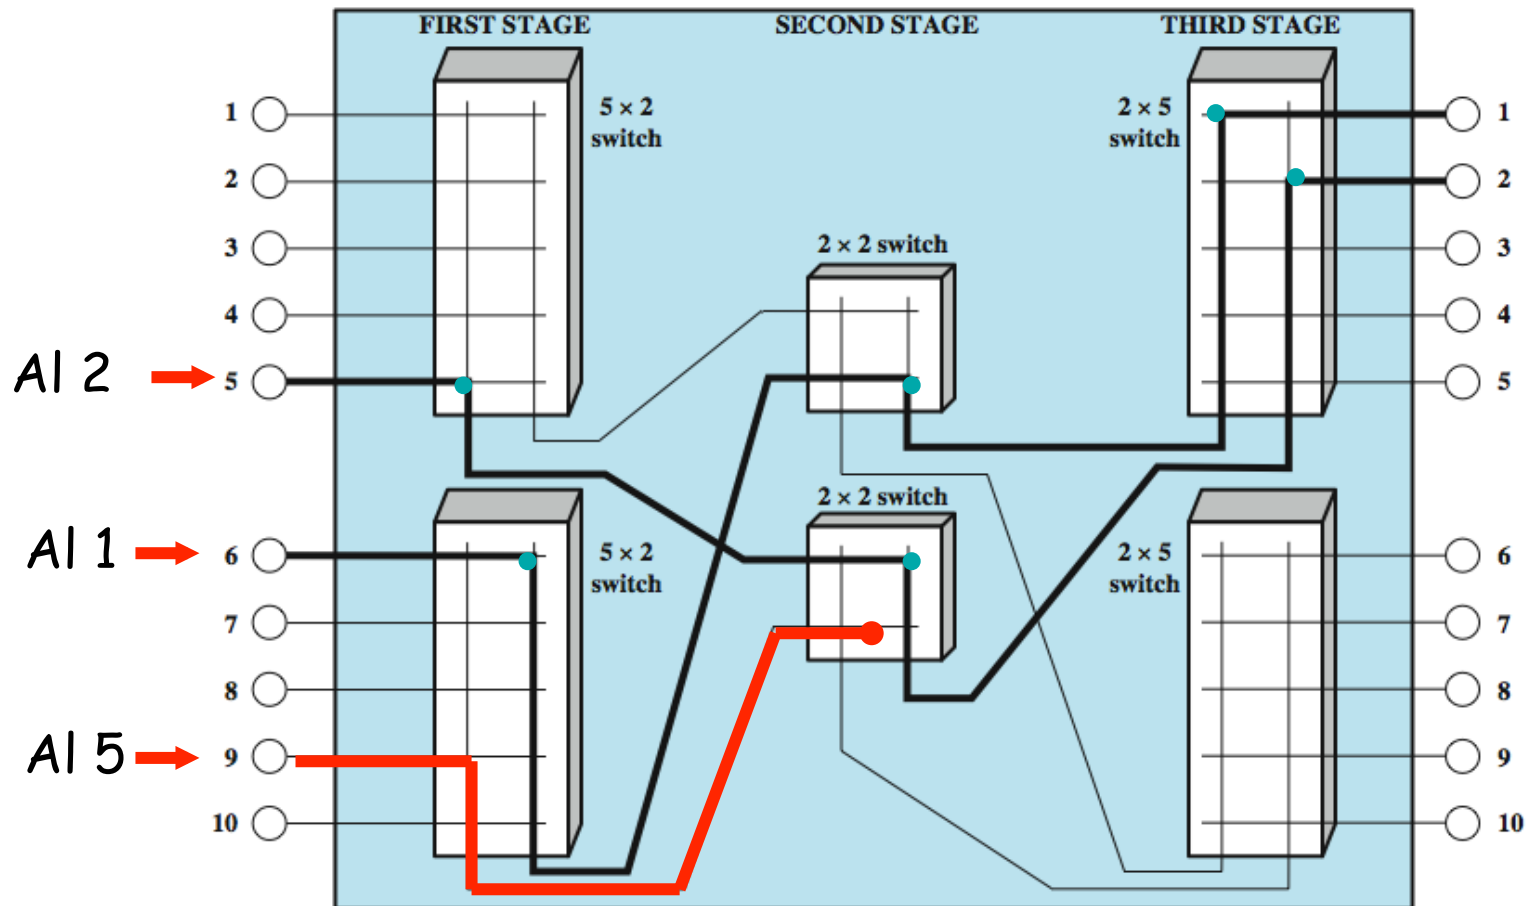 FIRST STAGE
SECOND STAGE
THIRD STAGE
5 × 2
switch
2 × 5
switch
1
2
3
4
5
1
2
3
4
5
2 × 2 switch
Al 2
2 × 2 switch
Al 1
5 × 2
switch
2 × 5
switch
6
7
8
9
10
6
7
8
9
10
Al 5